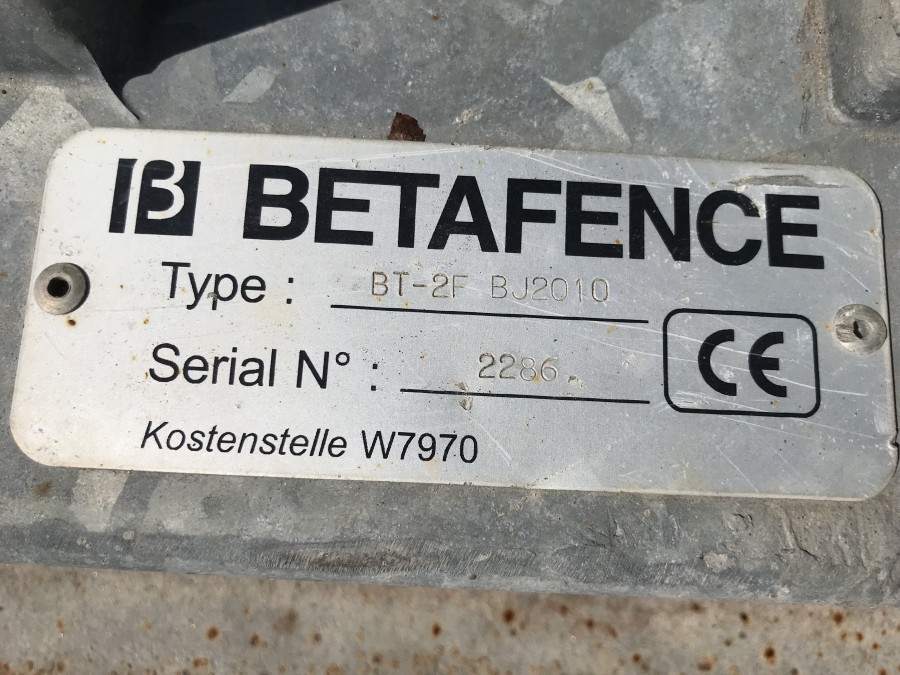 B BETAFENCE
Type : BT-2F BJ2010
Serial N° : 2286
CE
Kostenstelle W7970